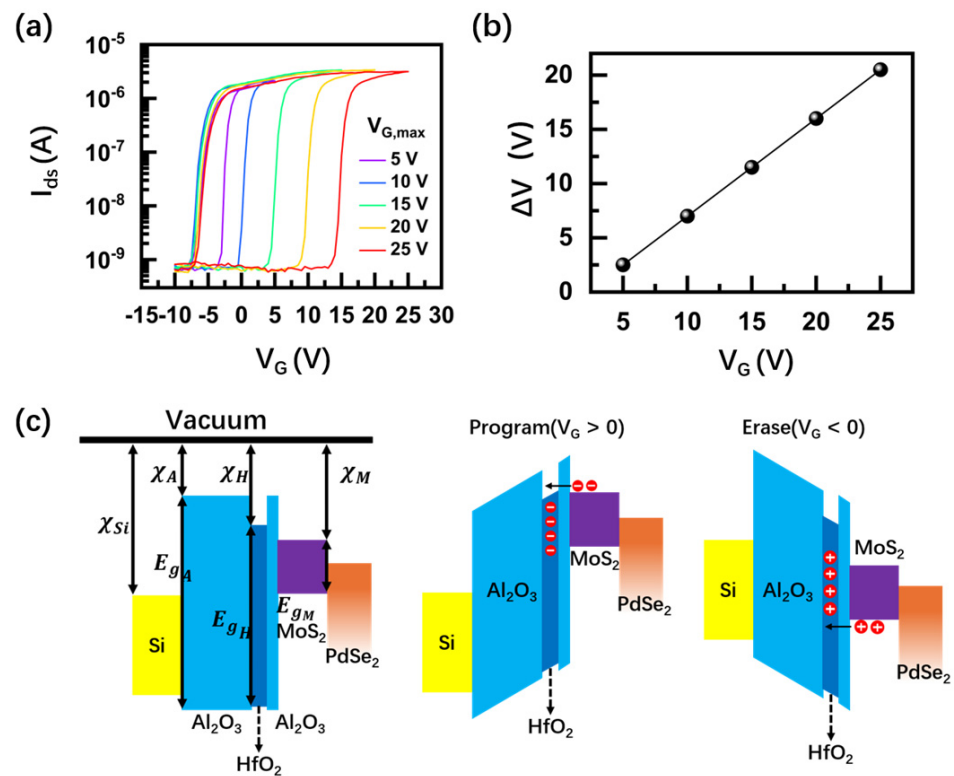 (a)
10⁻⁵
10⁻⁶
10⁻⁷
10⁻⁸
10⁻⁹
I_ds (A)
V_G,max
5 V
10 V
15 V
20 V
25 V
-15 -10 -5 0 5 10 15 20 25 30
V_G (V)
(b)
20
15
10
5
0
ΔV (V)
5 10 15 20 25
V_G (V)
(c)
Vacuum
χ_A
χ_H
χ_M
χ_Si
E_gA
E_gH
E_gM
MoS₂
Si
PdSe₂
Al₂O₃ Al₂O₃
HfO₂
Program(V_G > 0)
MoS₂
Al₂O₃
PdSe₂
Si
HfO₂
Erase(V_G < 0)
MoS₂
Si
Al₂O₃
PdSe₂
HfO₂